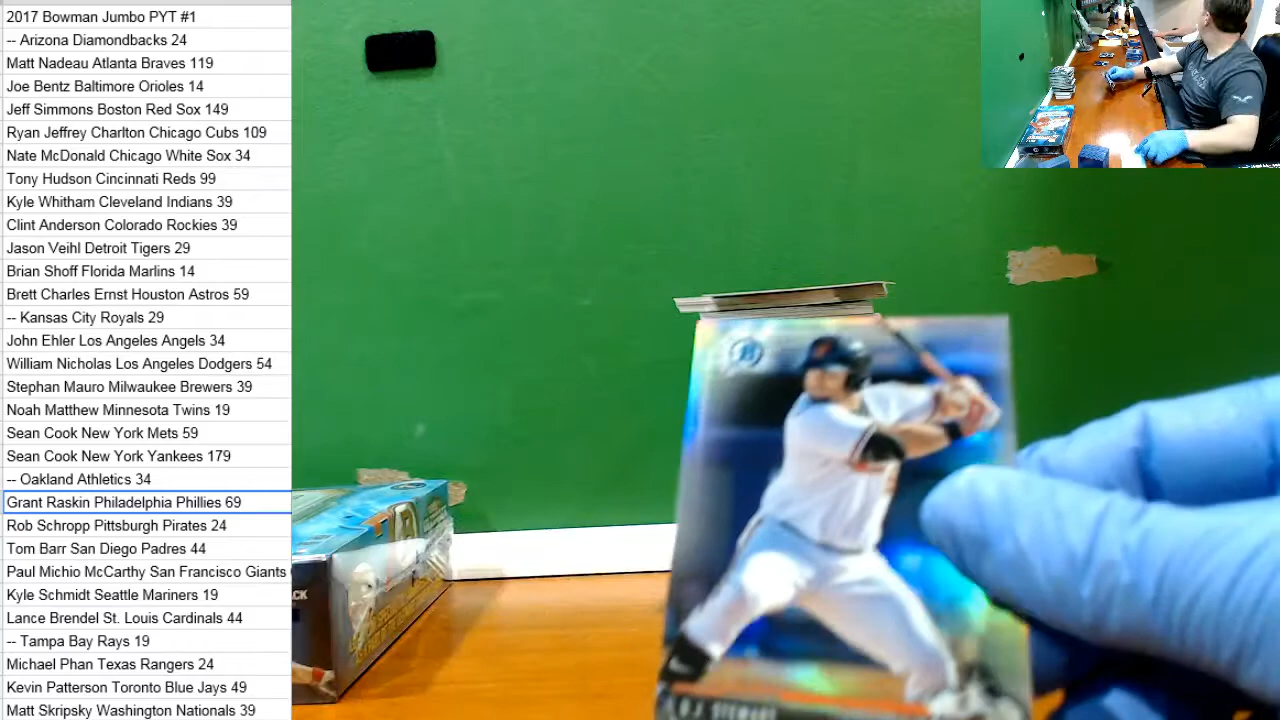 2017 Bowman Jumbo PYT #1
-- Arizona Diamondbacks 24
Matt Nadeau Atlanta Braves 119
Joe Bentz Baltimore Orioles 14
Jeff Simmons Boston Red Sox 149
Ryan Jeffrey Charlton Chicago Cubs 109
Nate McDonald Chicago White Sox 34
Tony Hudson Cincinnati Reds 99
Kyle Whitham Cleveland Indians 39
Clint Anderson Colorado Rockies 39
Jason Veihl Detroit Tigers 29
Brian Shoff Florida Marlins 14
Brett Charles Ernst Houston Astros 59
-- Kansas City Royals 29
John Ehler Los Angeles Angels 34
William Nicholas Los Angeles Dodgers 54
Stephan Mauro Milwaukee Brewers 39
Noah Matthew Minnesota Twins 19
Sean Cook New York Mets 59
Sean Cook New York Yankees 179
-- Oakland Athletics 34
Grant Raskin Philadelphia Phillies 69
Rob Schropp Pittsburgh Pirates 24
Tom Barr San Diego Padres 44
Paul Michio McCarthy San Francisco Giants
Kyle Schmidt Seattle Mariners 19
Lance Brendel St. Louis Cardinals 44
-- Tampa Bay Rays 19
Michael Phan Texas Rangers 24
Kevin Patterson Toronto Blue Jays 49
Matt Skripsky Washington Nationals 39
STEWART